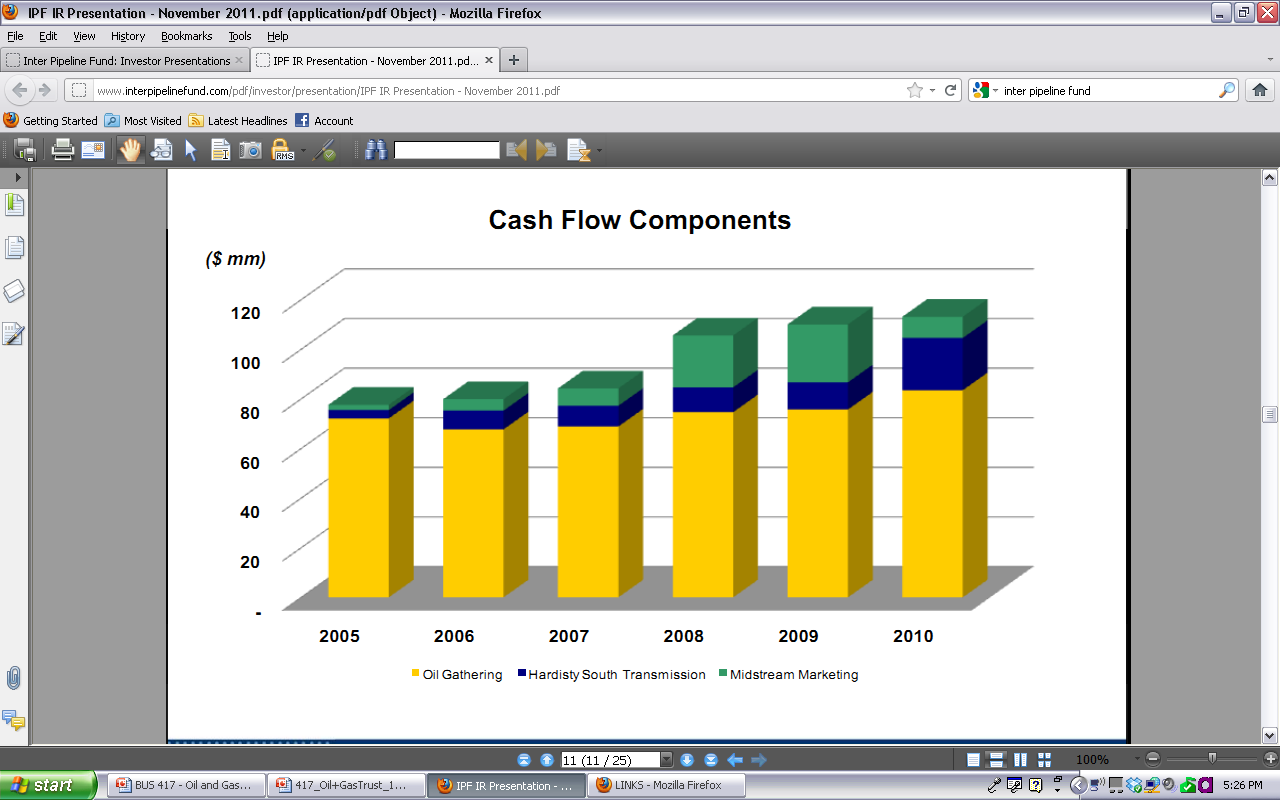 IPF IR Presentation - November 2011.pdf (application/pdf Object) - Mozilla Firefox
File Edit View History Bookmarks Tools Help
Inter Pipeline Fund: Investor Presentations IPF IR Presentation - November 2011.pd...
www.interpipelinefund.com/pdf/investor/presentation/IPF IR Presentation - November 2011.pdf inter pipeline fund
Getting Started Most Visited Latest Headlines Account
RMS
Cash Flow Components
($ mm)
120
100
80
60
40
20
-
2005 2006 2007 2008 2009 2010
Oil Gathering Hardisty South Transmission Midstream Marketing
11 (11 / 25) 100%
start BUS 417 - Oil and Gas... 417_Oil+GasTrust_1... IPF IR Presentation - ... LINKS - Mozilla Firefox 5:26 PM